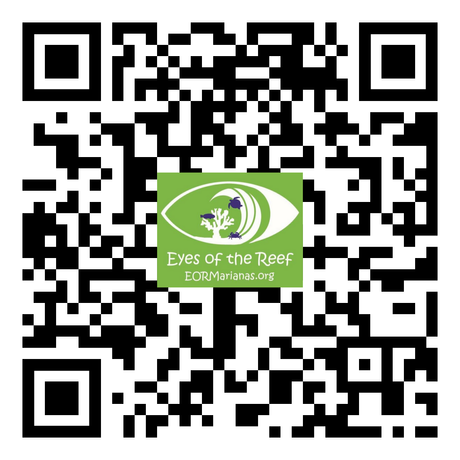 Eyes of the Reef
EORMarianas.org